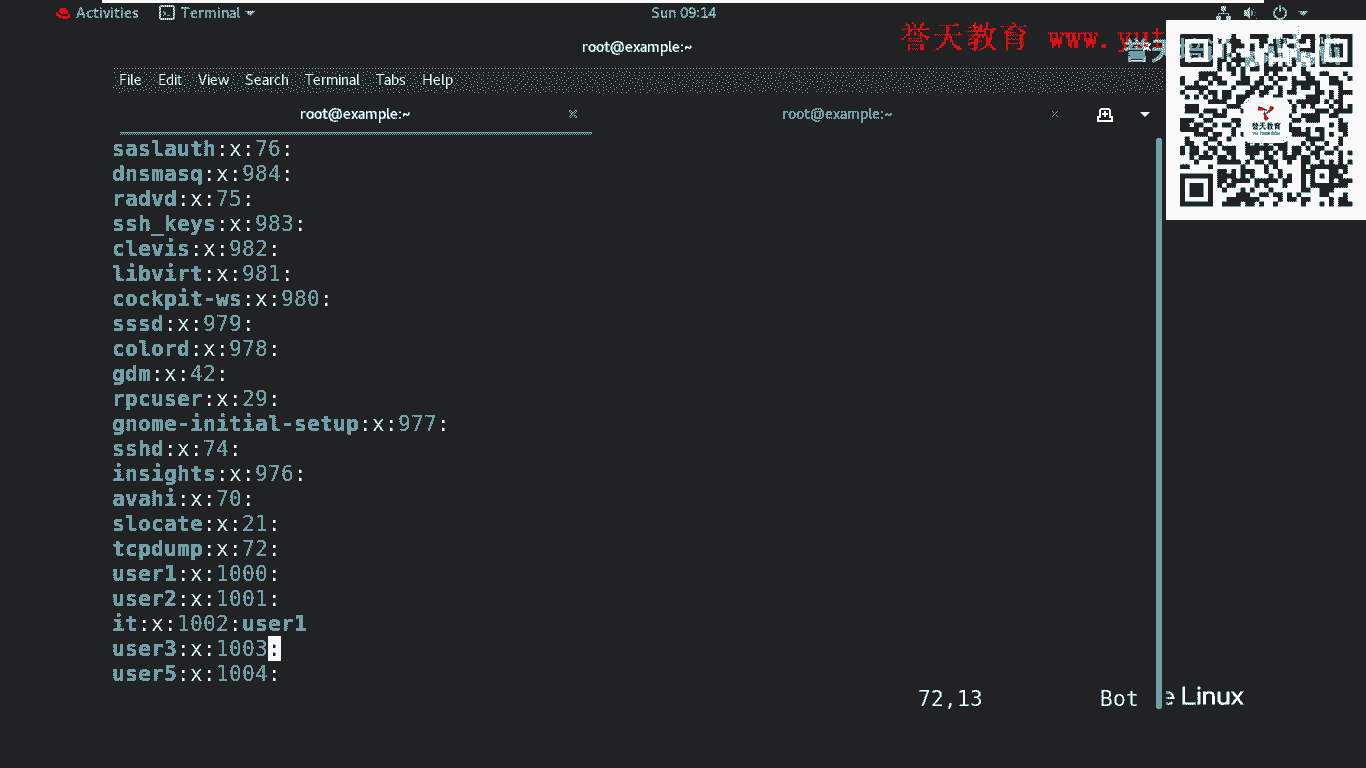 Activities Terminal Sun 09:14
誉天教育 www.
root@example:~
File Edit View Search Terminal Tabs Help
root@example:~ root@example:~
誉天教育
saslauth:x:76:
dnsmasq:x:984:
radvd:x:75:
ssh_keys:x:983:
clevis:x:982:
libvirt:x:981:
cockpit-ws:x:980:
sssd:x:979:
colord:x:978:
gdm:x:42:
rpcuser:x:29:
gnome-initial-setup:x:977:
sshd:x:74:
insights:x:976:
avahi:x:70:
slocate:x:21:
tcpdump:x:72:
user1:x:1000:
user2:x:1001:
it:x:1002:user1
user3:x:1003:
user5:x:1004:
72,13 Bot
Linux